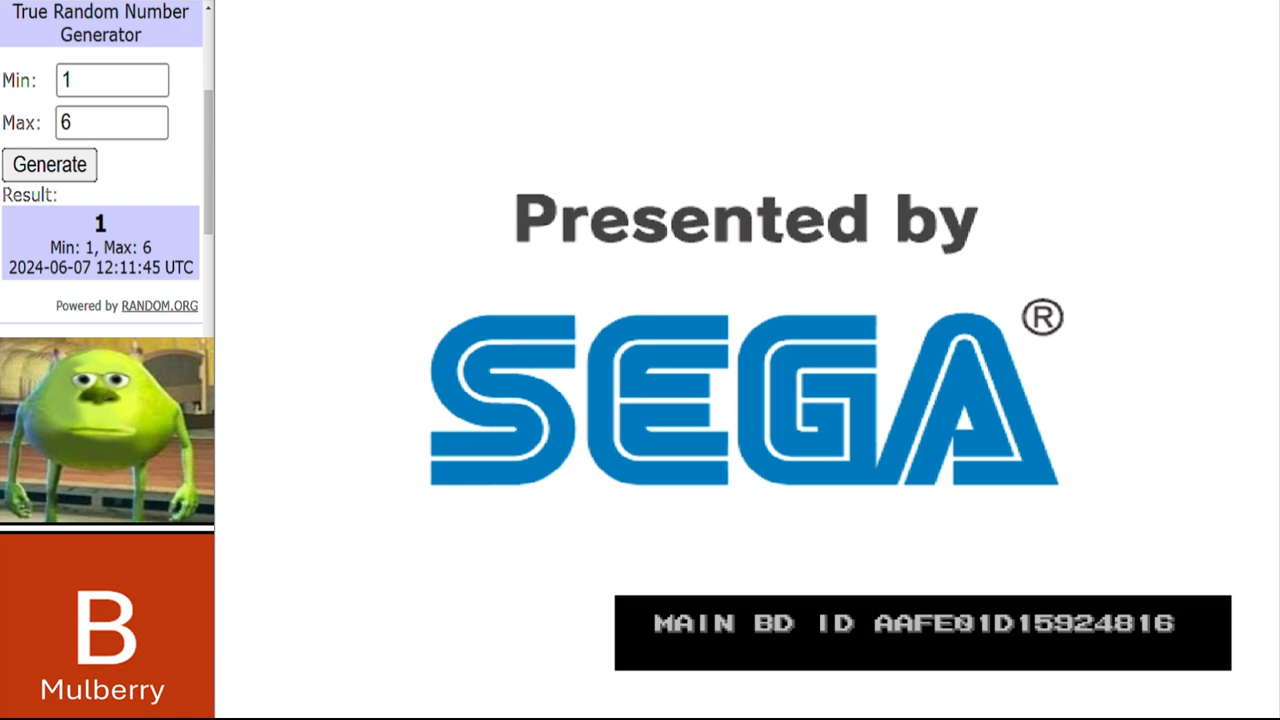 True Random Number
Generator
Min: 1
Max: 6
Generate
Result:
1
Min: 1, Max: 6
2024-06-07 12:11:45 UTC
Powered by RANDOM.ORG
B
Mulberry
Presented by
SEGA®
MAIN BD ID AAFE01D15924816